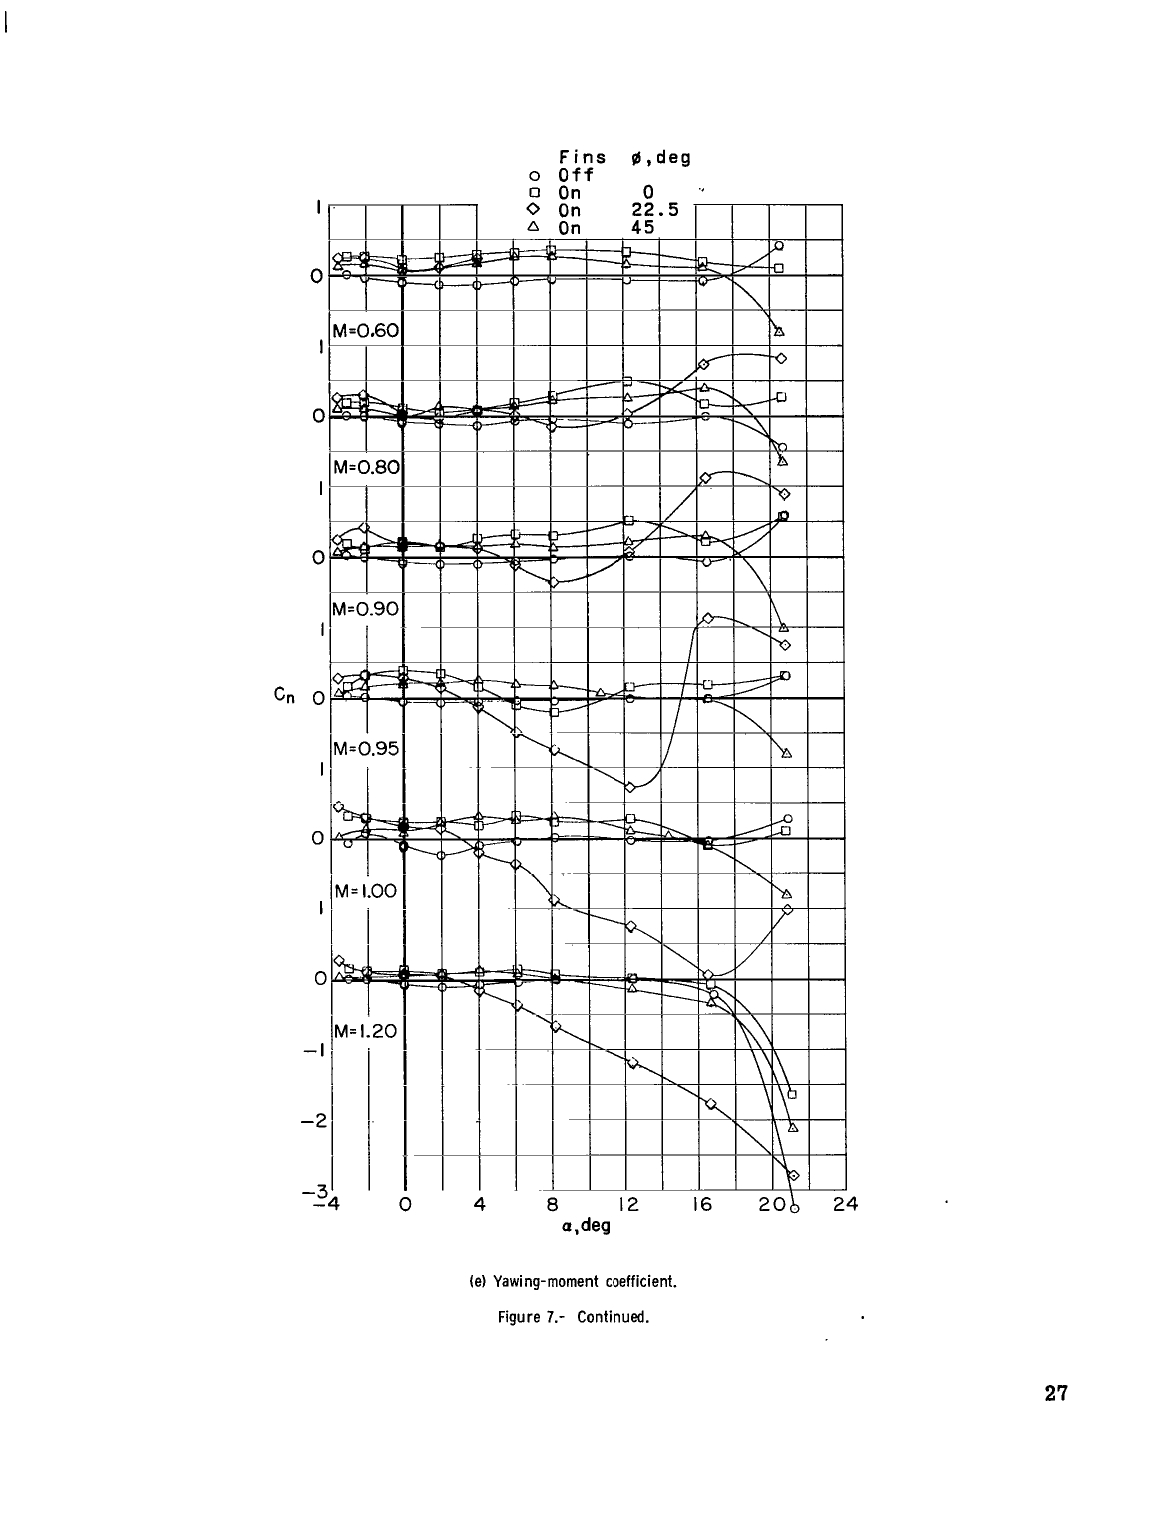 Fins ø,deg
○ Off
□ On 0
◇ On 22.5
△ On 45
1
0
M=0.60
1
0
M=0.80
1
0
M=0.90
1
Cn 0
M=0.95
1
0
M=1.00
1
0
M=1.20
-1
-2
-3
-4 0 4 8 12 16 20 24
α,deg
(e) Yawing-moment coefficient.
Figure 7.- Continued.
27